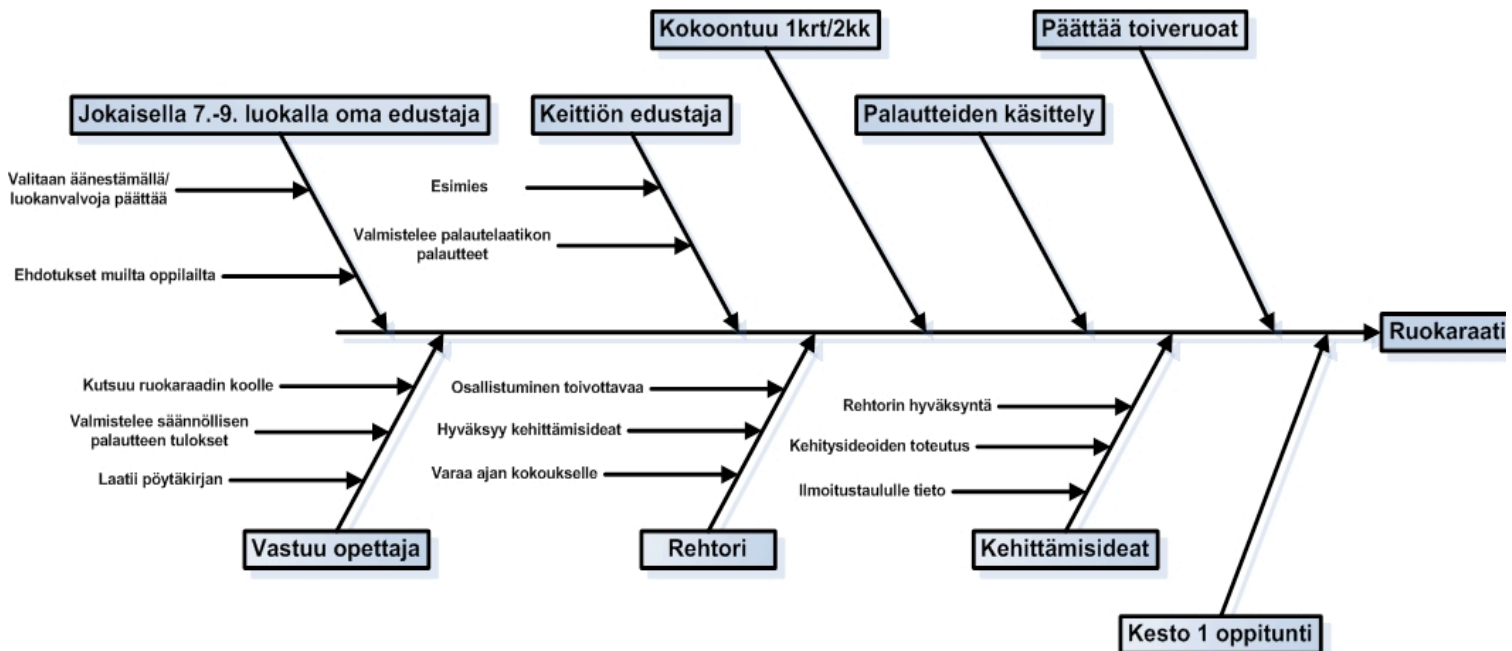 Kokoontuu 1krt/2kk
Päättää toiveruoat
Jokaisella 7.-9. luokalla oma edustaja
Keittiön edustaja
Palautteiden käsittely
Valitaan äänestämällä/
luokanvalvoja päättää
Esimies
Valmistelee palautelaatikon
palautteet
Ehdotukset muilta oppilailta
Ruokaraati
Kutsuu ruokaraadin koolle
Valmistelee säännöllisen
palautteen tulokset
Laatii pöytäkirjan
Osallistuminen toivottavaa
Hyväksyy kehittämisideat
Varaa ajan kokoukselle
Rehtorin hyväksyntä
Kehitysideoiden toteutus
Ilmoitustaululle tieto
Vastuu opettaja
Rehtori
Kehittämisideat
Kesto 1 oppitunti